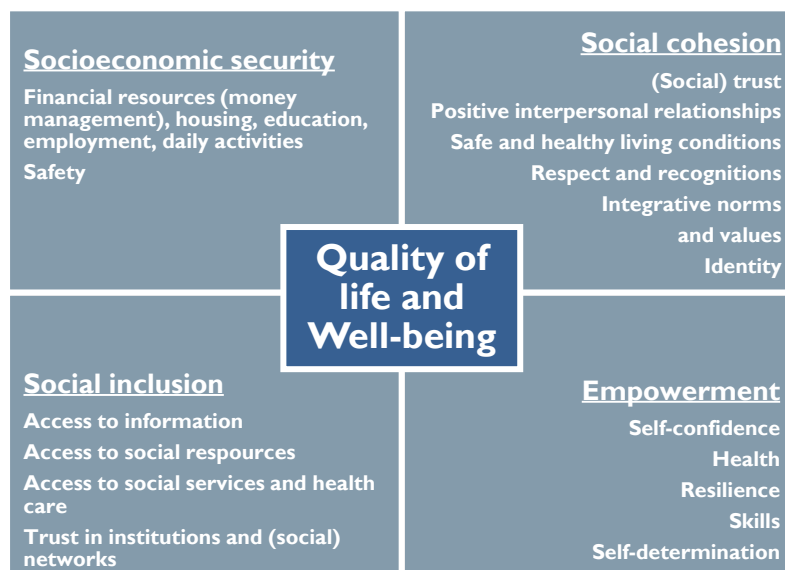 Socioeconomic security
Financial resources (money
management), housing, education,
employment, daily activities
Safety
Social cohesion
(Social) trust
Positive interpersonal relationships
Safe and healthy living conditions
Respect and recognitions
Integrative norms
and values
Identity
Quality of
life and
Well-being
Social inclusion
Access to information
Access to social respources
Access to social services and health
care
Trust in institutions and (social)
networks
Empowerment
Self-confidence
Health
Resilience
Skills
Self-determination